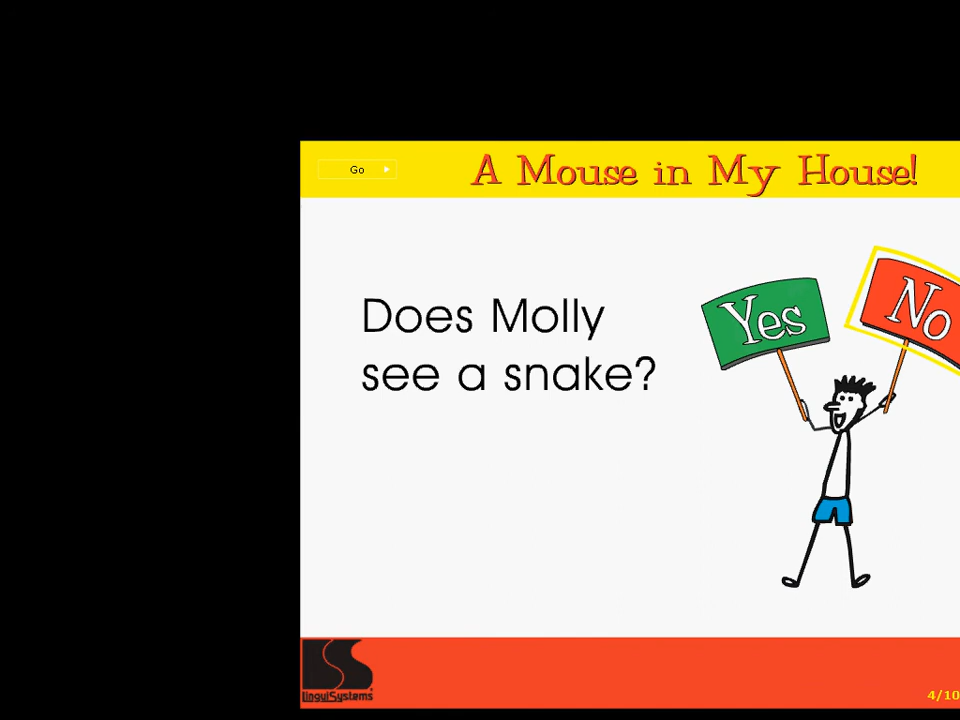 Go
A Mouse in My House!
Does Molly
see a snake?
Yes
No
LinguiSystems
4/10